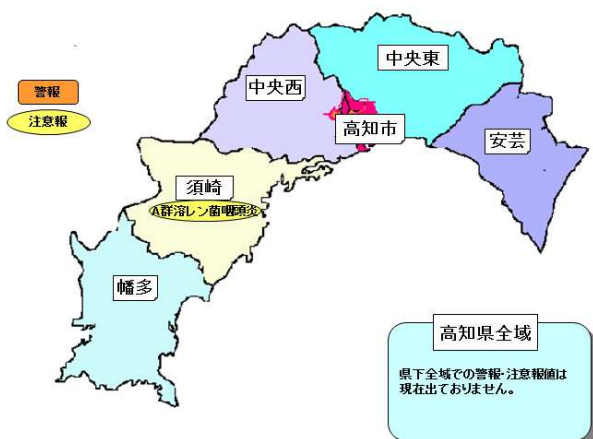 中央東
中央西
警報
注意報
高知市
安芸
須崎
A群溶レン菌咽頭炎
幡多
高知県全域
県下全域での警報・注意報値は
現在出ておりません。